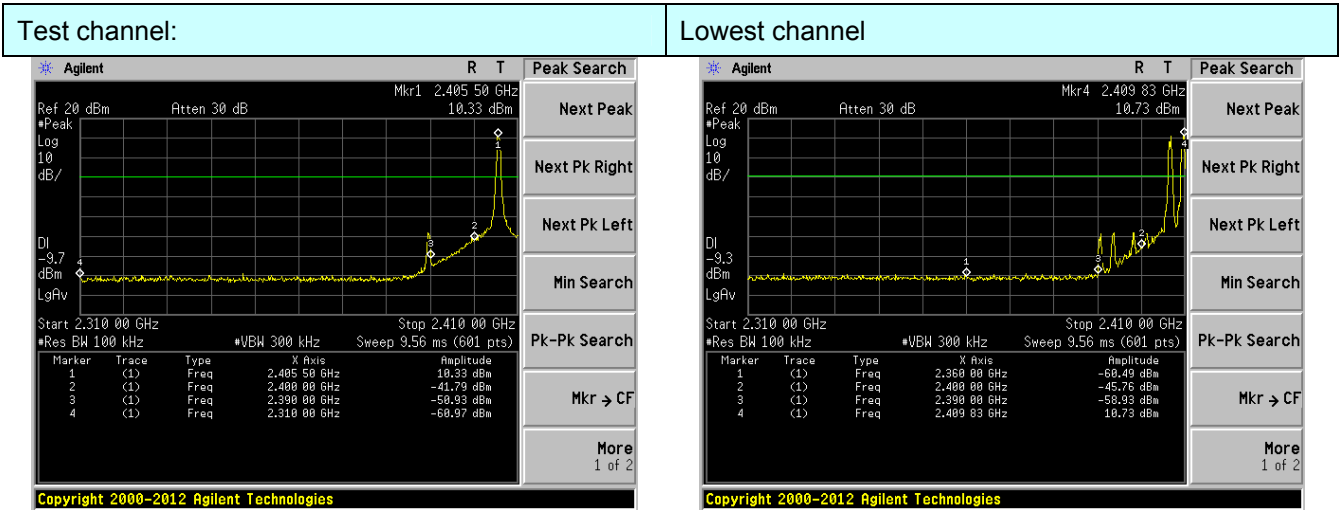 Test channel:
Lowest channel
Agilent R T Peak Search
Mkr1 2.405 50 GHz
Ref 20 dBm Atten 30 dB 10.33 dBm
#Peak
Log
10
dB/
1
2
3
4
DI
-9.7
dBm
LgAv
Start 2.310 00 GHz Stop 2.410 00 GHz
#Res BW 100 kHz #VBW 300 kHz Sweep 9.56 ms (601 pts)
Marker Trace Type X Axis Amplitude
1 (1) Freq 2.405 50 GHz 10.33 dBm
2 (1) Freq 2.400 00 GHz -41.79 dBm
3 (1) Freq 2.390 00 GHz -50.93 dBm
4 (1) Freq 2.310 00 GHz -60.97 dBm
Next Peak
Next Pk Right
Next Pk Left
Min Search
Pk-Pk Search
Mkr → CF
More
1 of 2
Copyright 2000-2012 Agilent Technologies
Agilent R T Peak Search
Mkr4 2.409 83 GHz
Ref 20 dBm Atten 30 dB 10.73 dBm
#Peak
Log
10
dB/
4
2
3
1
DI
-9.3
dBm
LgAv
Start 2.310 00 GHz Stop 2.410 00 GHz
#Res BW 100 kHz #VBW 300 kHz Sweep 9.56 ms (601 pts)
Marker Trace Type X Axis Amplitude
1 (1) Freq 2.360 00 GHz -60.49 dBm
2 (1) Freq 2.400 00 GHz -45.76 dBm
3 (1) Freq 2.390 00 GHz -58.93 dBm
4 (1) Freq 2.409 83 GHz 10.73 dBm
Next Peak
Next Pk Right
Next Pk Left
Min Search
Pk-Pk Search
Mkr → CF
More
1 of 2
Copyright 2000-2012 Agilent Technologies